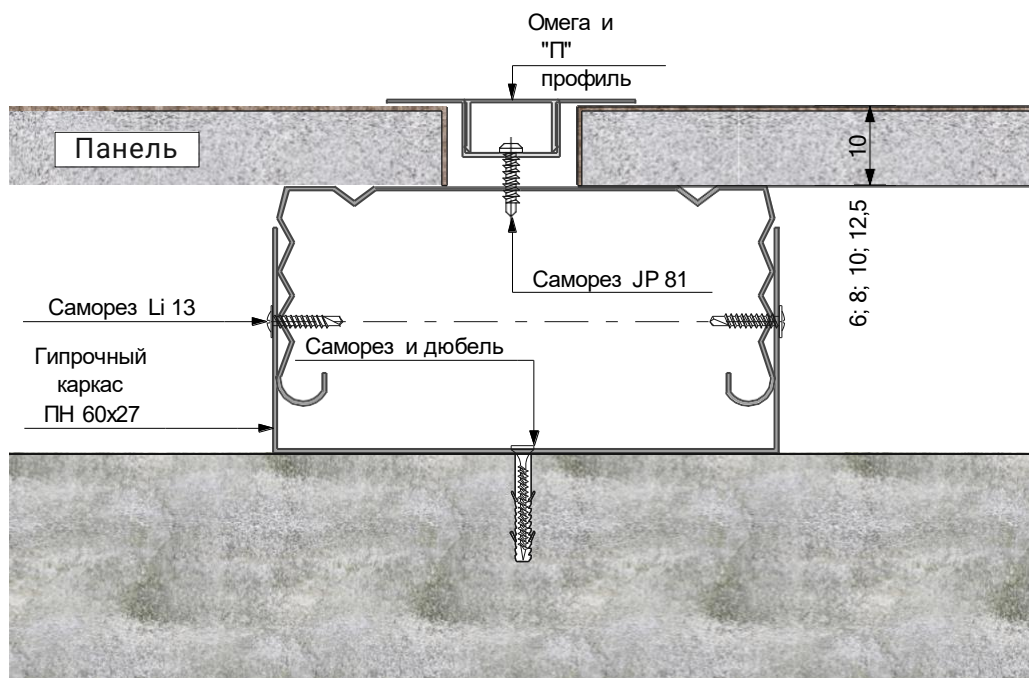 Омега и
"П"
профиль
Панель
10
6; 8; 10; 12,5
Саморез JP 81
Саморез Li 13
Саморез и дюбель
Гипрочный
каркас
ПН 60x27